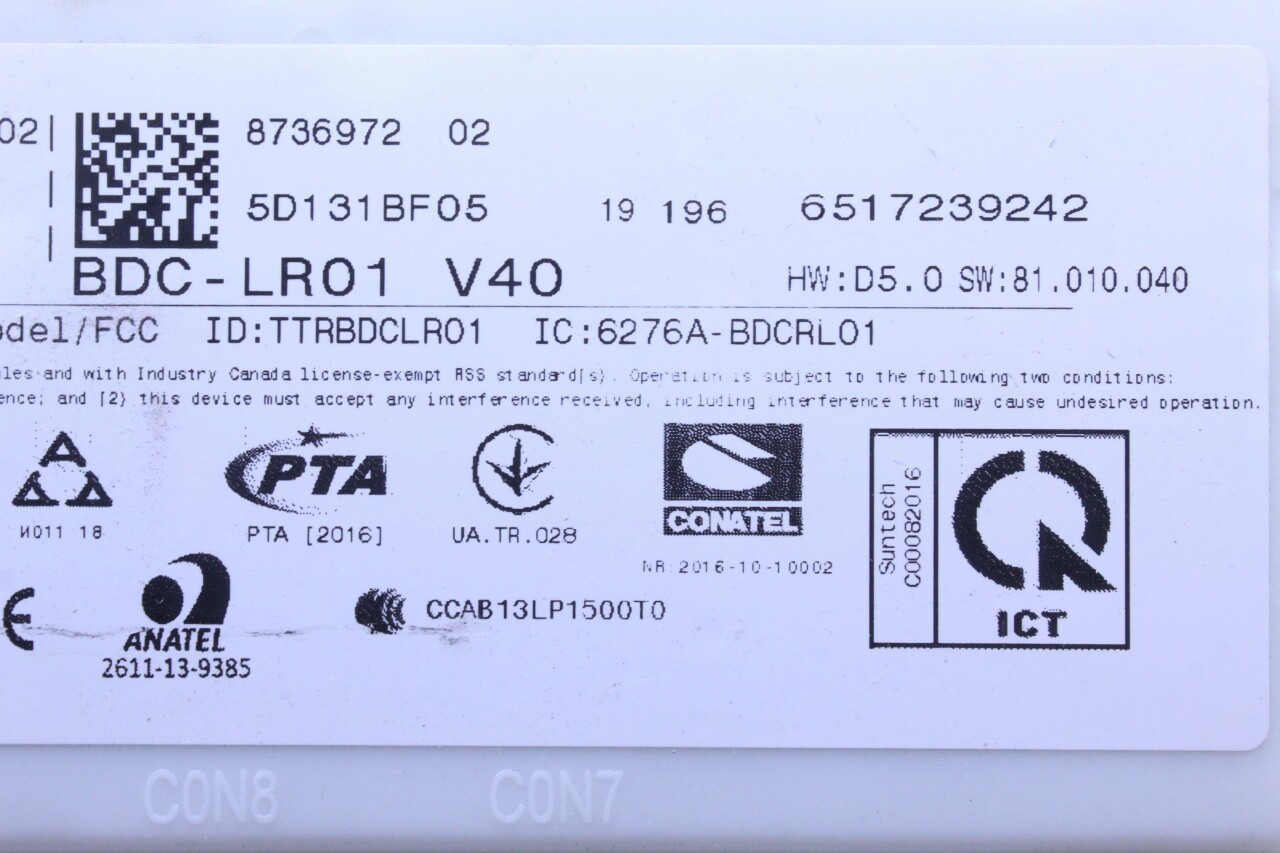 02| 8736972 02
5D131BF05 19 196 6517239242
BDC-LR01 V40 HW:D5.0 SW:81.010.040
odel/FCC ID:TTRBDCLR01 IC:6276A-BDCRL01
les and with Industry Canada license-exempt RSS standard(s). Operation is subject to the following two conditions:
ence; and (2) this device must accept any interference received, including interference that may cause undesired operation.
PTA
CONATEL
И011 18 PTA [2016] UA.TR.028
NR:2016-10-10002
Suntech
C00082016
ICT
CCAB13LP1500T0
ANATEL
2611-13-9385
CON8 CON7